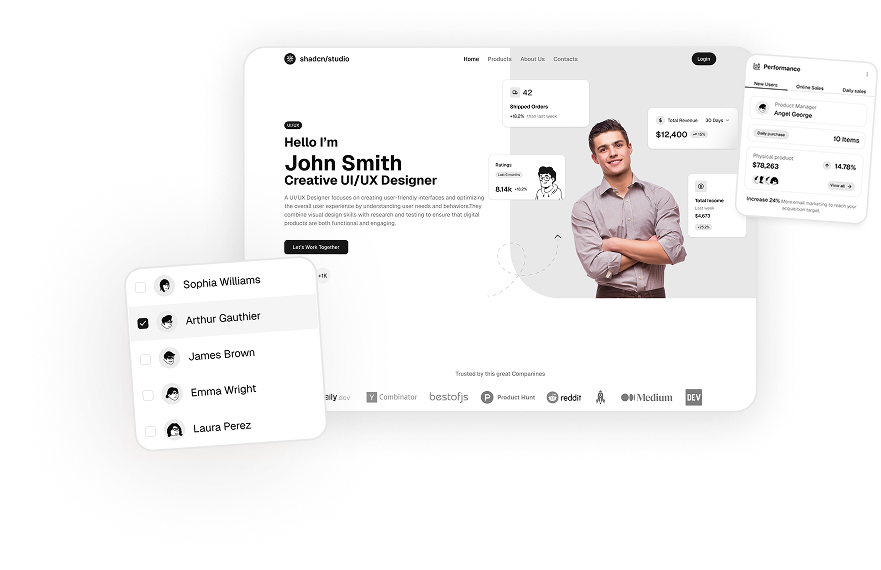 shadcn/studio
Home Products About Us Contacts
Login
UI/UX
Hello I'm
John Smith
Creative UI/UX Designer
A UI/UX Designer focuses on creating user-friendly interfaces and optimizing
the overall user experience by understanding user needs and behaviors.They
combine visual design skills with research and testing to ensure that digital
products are both functional and engaging.
Let's Work Together
+1K
42
Shipped Orders
+18.2% than last week
Ratings
Last 6 months
8.14k +18.2%
$ Total Revenue 30 Days
$12,400 15%
Total Income
Last week
$4,673
-25.2%
Performance
New Users Online Sales Daily sales
Product Manager
Angel George
Daily purchase 10 Items
Physical product
$78,263 14.78%
View all
Increase 24% More email marketing to reach your
acquisition target.
Sophia Williams
Arthur Gauthier
James Brown
Emma Wright
Laura Perez
Trusted by this great Companines
aily.dev
Y Combinator
bestofjs
P Product Hunt
reddit
Medium
DEV